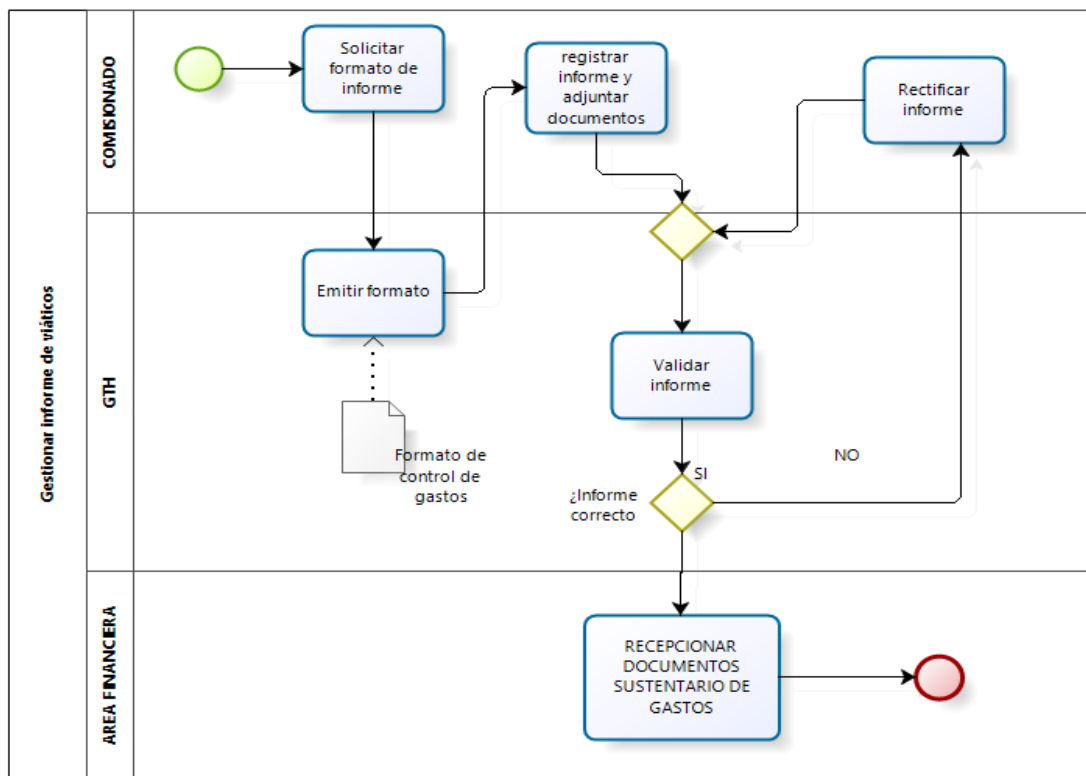 Gestionar informe de viáticos
COMISIONADO
Solicitar
formato de
informe
registrar
informe y
adjuntar
documentos
Rectificar
informe
GTH
Emitir formato
Formato de
control de
gastos
Validar
informe
NO
SI
¿Informe
correcto
AREA FINANCIERA
RECEPCIONAR
DOCUMENTOS
SUSTENTARIO DE
GASTOS